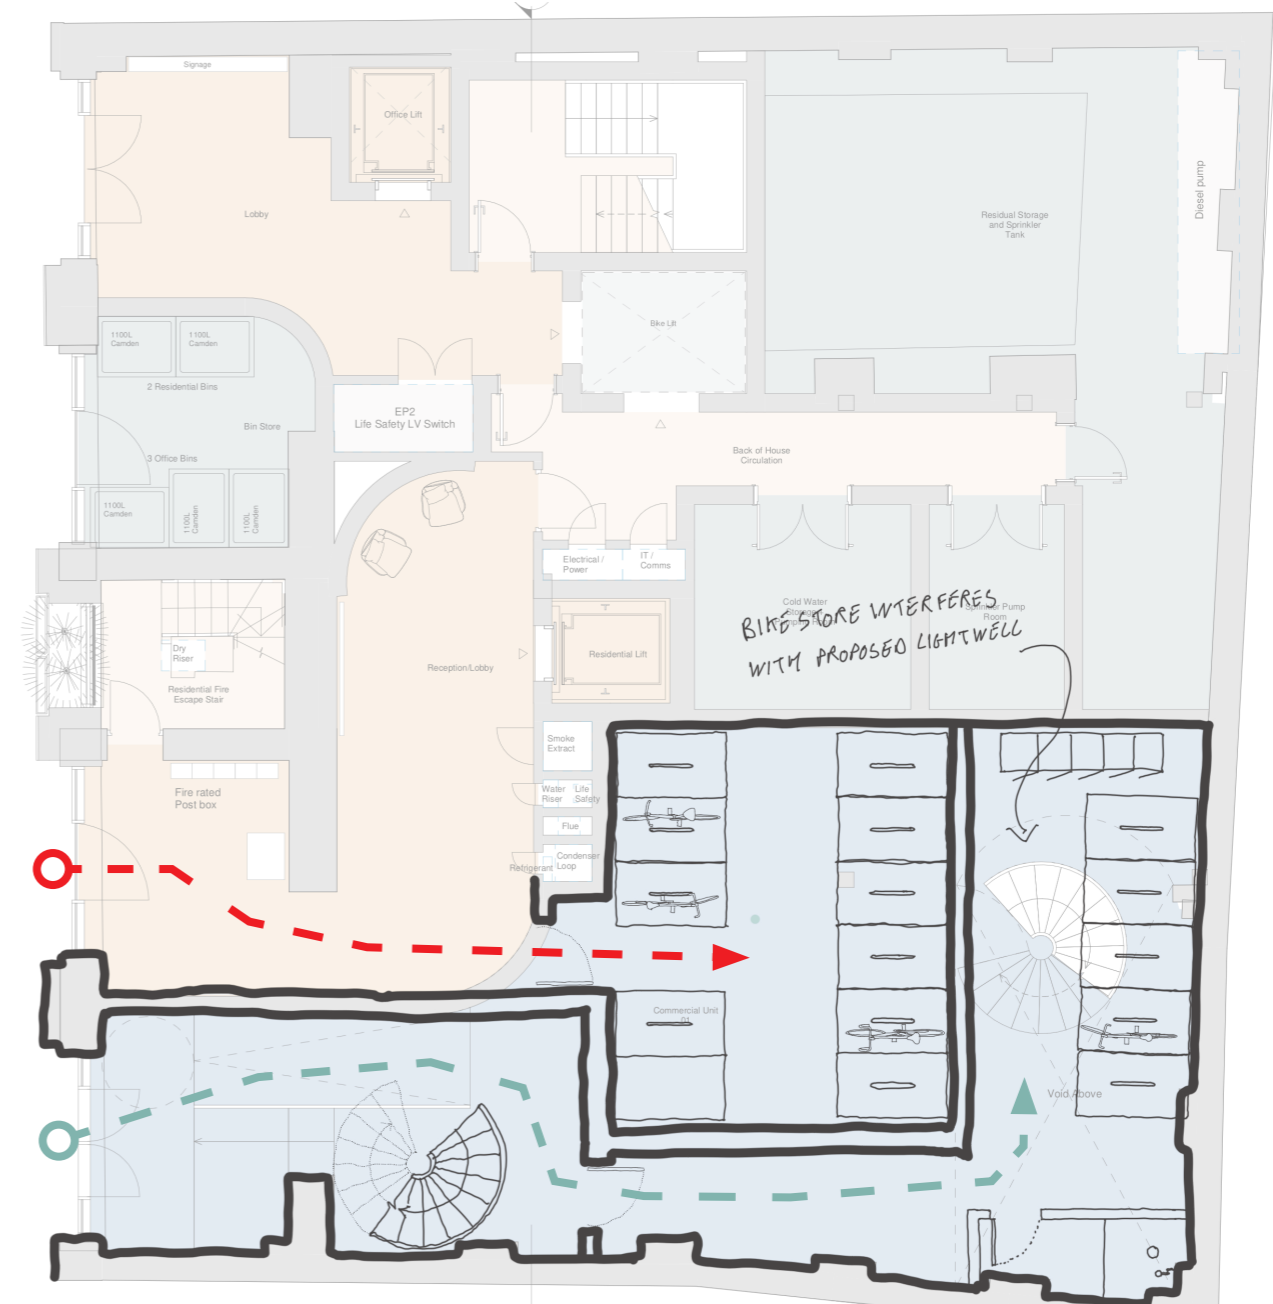 Signage
Office Lift
Lobby
Residual Storage
and Sprinkler
Tank
Diesel pump
Bike Lift
1100L
Camden
1100L
Camden
2 Residential Bins
Bin Store
3 Office Bins
1100L
Camden
1100L
Camden
1100L
Camden
EP2
Life Safety LV Switch
Back of House
Circulation
Electrical /
Power
IT /
Comms
Cold Water
Sprinkler Pump
Room
BIKE STORE INTERFERES
WITH PROPOSED LIGHTWELL
Dry
Riser
Residential Fire
Escape Stair
Reception/Lobby
Residential Lift
Smoke
Extract
Water
Riser
Life
Safety
Flue
Condenser
Loop
Refrigerant
Fire rated
Post box
Commercial Unit
01
Void Above